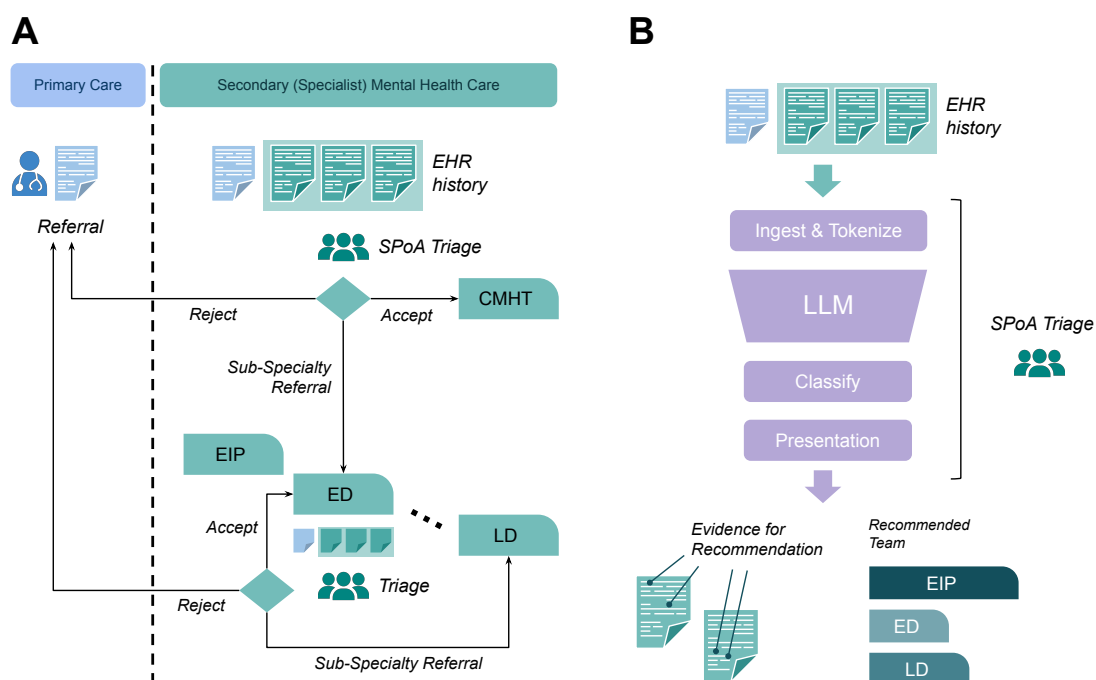 A
Primary Care
Secondary (Specialist) Mental Health Care
EHR
history
Referral
SPoA Triage
Reject
Accept
CMHT
Sub-Specialty
Referral
EIP
ED
Accept
LD
Triage
Reject
Sub-Specialty Referral
B
EHR
history
Ingest & Tokenize
LLM
SPoA Triage
Classify
Presentation
Evidence for
Recommendation
Recommended
Team
EIP
ED
LD